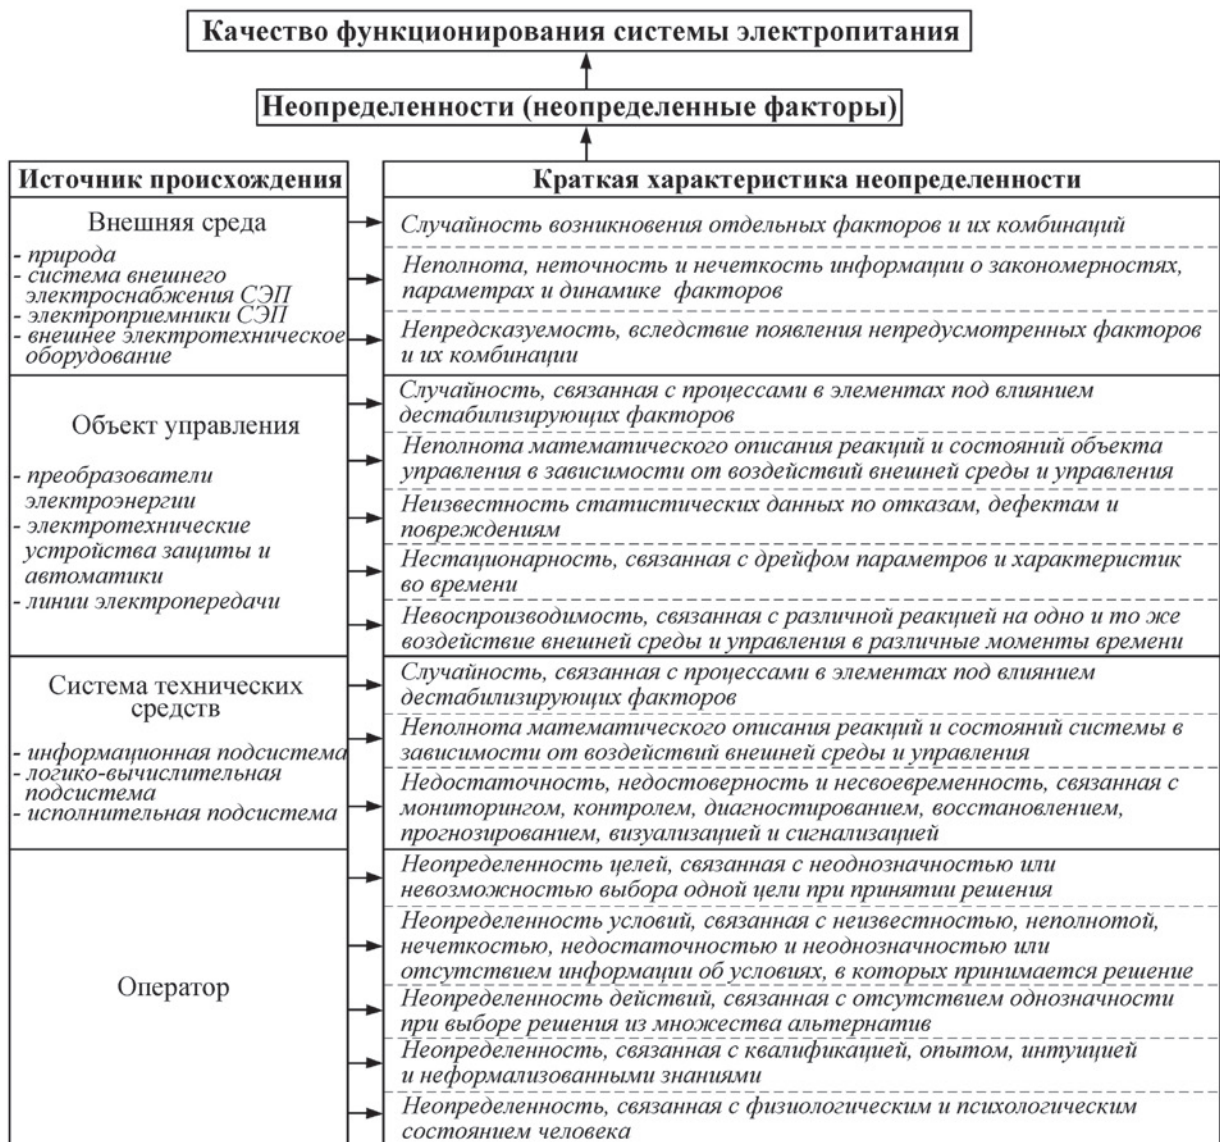 Качество функционирования системы электропитания
Неопределенности (неопределенные факторы)
Источник происхождения
Краткая характеристика неопределенности
Внешняя среда
- природа
- система внешнего
электроснабжения СЭП
- электроприемники СЭП
- внешнее электротехническое
оборудование
Случайность возникновения отдельных факторов и их комбинаций
Неполнота, неточность и нечеткость информации о закономерностях,
параметрах и динамике факторов
Непредсказуемость, вследствие появления непредусмотренных факторов
и их комбинации
Объект управления
- преобразователи
электроэнергии
- электротехнические
устройства защиты и
автоматики
- линии электропередачи
Случайность, связанная с процессами в элементах под влиянием
дестабилизирующих факторов
Неполнота математического описания реакций и состояний объекта
управления в зависимости от воздействий внешней среды и управления
Неизвестность статистических данных по отказам, дефектам и
повреждениям
Нестационарность, связанная с дрейфом параметров и характеристик
во времени
Невоспроизводимость, связанная с различной реакцией на одно и то же
воздействие внешней среды и управления в различные моменты времени
Система технических
средств
- информационная подсистема
- логико-вычислительная
подсистема
- исполнительная подсистема
Случайность, связанная с процессами в элементах под влиянием
дестабилизирующих факторов
Неполнота математического описания реакций и состояний системы в
зависимости от воздействий внешней среды и управления
Недостаточность, недостоверность и несвоевременность, связанная с
мониторингом, контролем, диагностированием, восстановлением,
прогнозированием, визуализацией и сигнализацией
Оператор
Неопределенность целей, связанная с неоднозначностью или
невозможностью выбора одной цели при принятии решения
Неопределенность условий, связанная с неизвестностью, неполнотой,
нечеткостью, недостаточностью и неоднозначностью или
отсутствием информации об условиях, в которых принимается решение
Неопределенность действий, связанная с отсутствием однозначности
при выборе решения из множества альтернатив
Неопределенность, связанная с квалификацией, опытом, интуицией
и неформализованными знаниями
Неопределенность, связанная с физиологическим и психологическим
состоянием человека